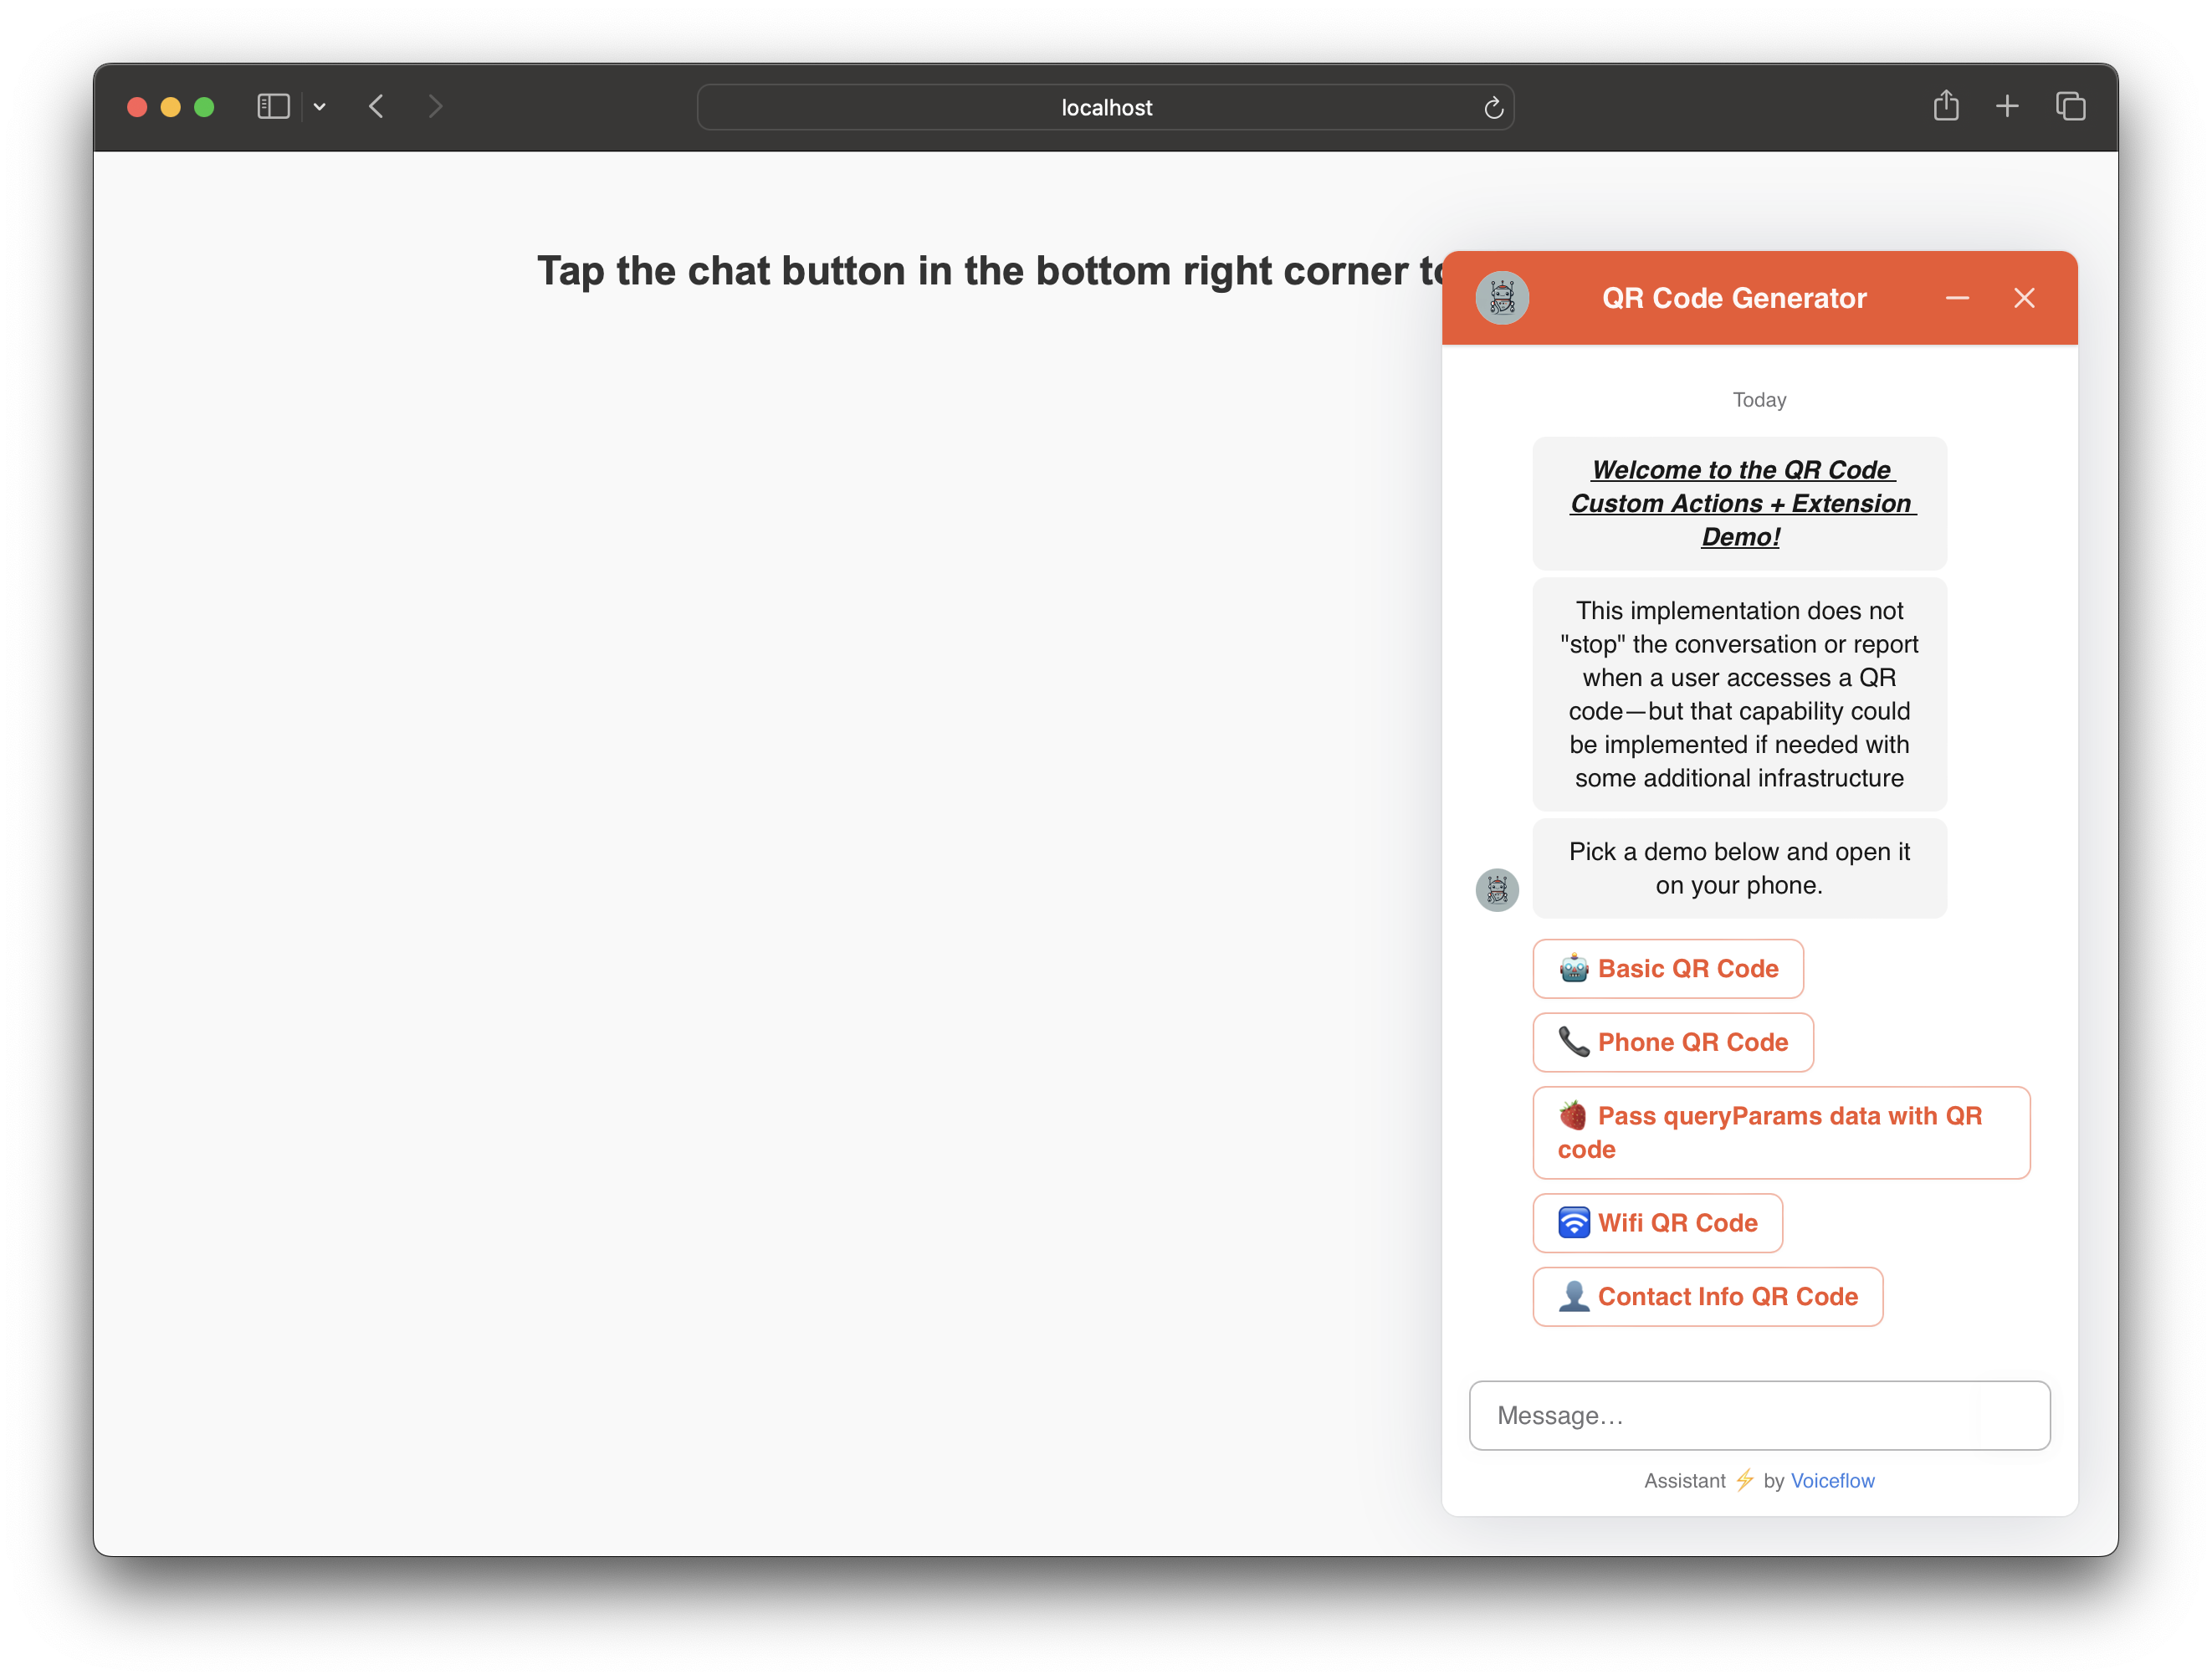 localhost
Tap the chat button in the bottom right corner
QR Code Generator
Today
Welcome to the QR Code
Custom Actions + Extension
Demo!
This implementation does not
"stop" the conversation or report
when a user accesses a QR
code—but that capability could
be implemented if needed with
some additional infrastructure
Pick a demo below and open it
on your phone.
🤖 Basic QR Code
📞 Phone QR Code
🍓 Pass queryParams data with QR
code
🛜 Wifi QR Code
👤 Contact Info QR Code
Message…
Assistant ⚡ by Voiceflow